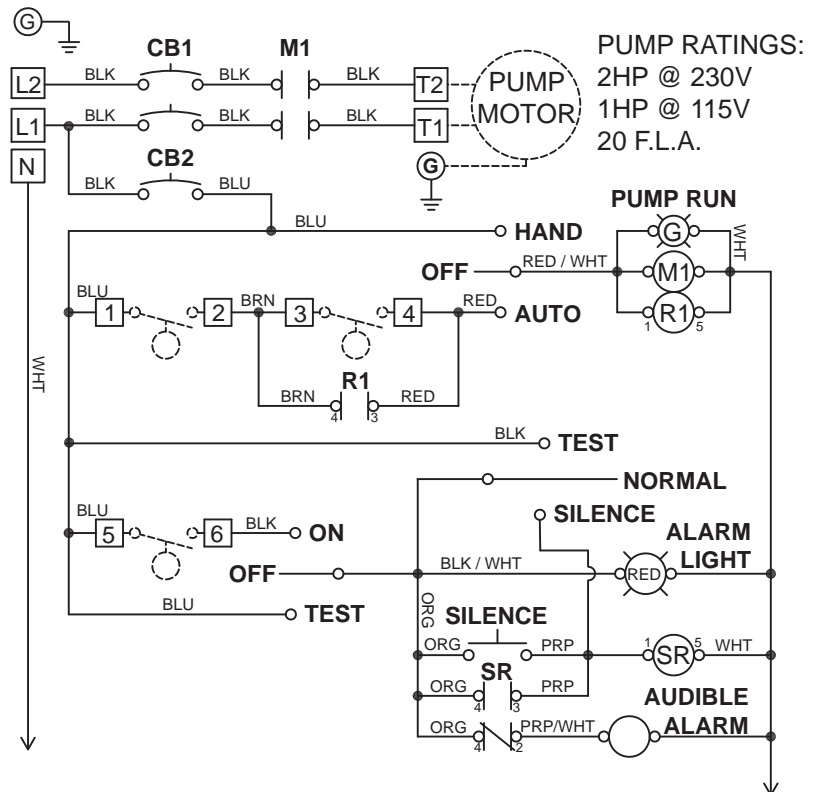 G
CB1 M1
PUMP RATINGS:
L2 BLK BLK BLK T2
PUMP
MOTOR
2HP @ 230V
1HP @ 115V
L1 BLK BLK BLK T1
20 F.L.A.
N
CB2
BLK BLU
G
PUMP RUN
BLU HAND
G WHT
OFF RED / WHT M1
BLU 1 2 BRN 3 4 RED AUTO
1 R1 5
WHT
R1
BRN 4 3 RED
BLK TEST
NORMAL
BLU 5 6 BLK ON
SILENCE
ALARM
LIGHT
OFF BLK / WHT RED
BLU TEST
ORG
SILENCE
ORG PRP 1 SR 5 WHT
SR
ORG 4 3 PRP
AUDIBLE
ALARM
ORG 4 2 PRP/WHT